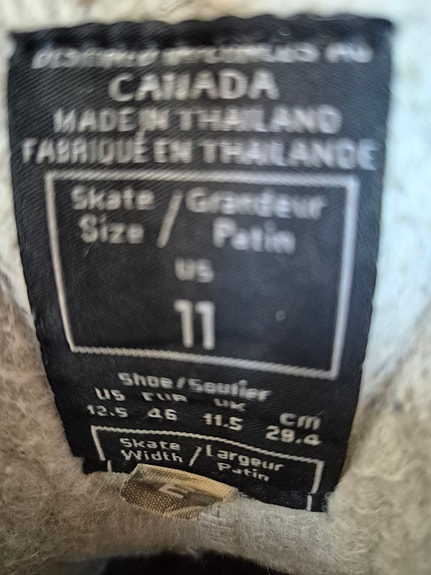 CANADA
MADE IN THAILAND
FABRIQUÉ EN THAILANDE
Skate / Grandeur
Size / Patin
US
11
Shoe/Soulier
US EUR UK cm
12.5 46 11.5 29.4
Skate / Largeur
Width / Patin